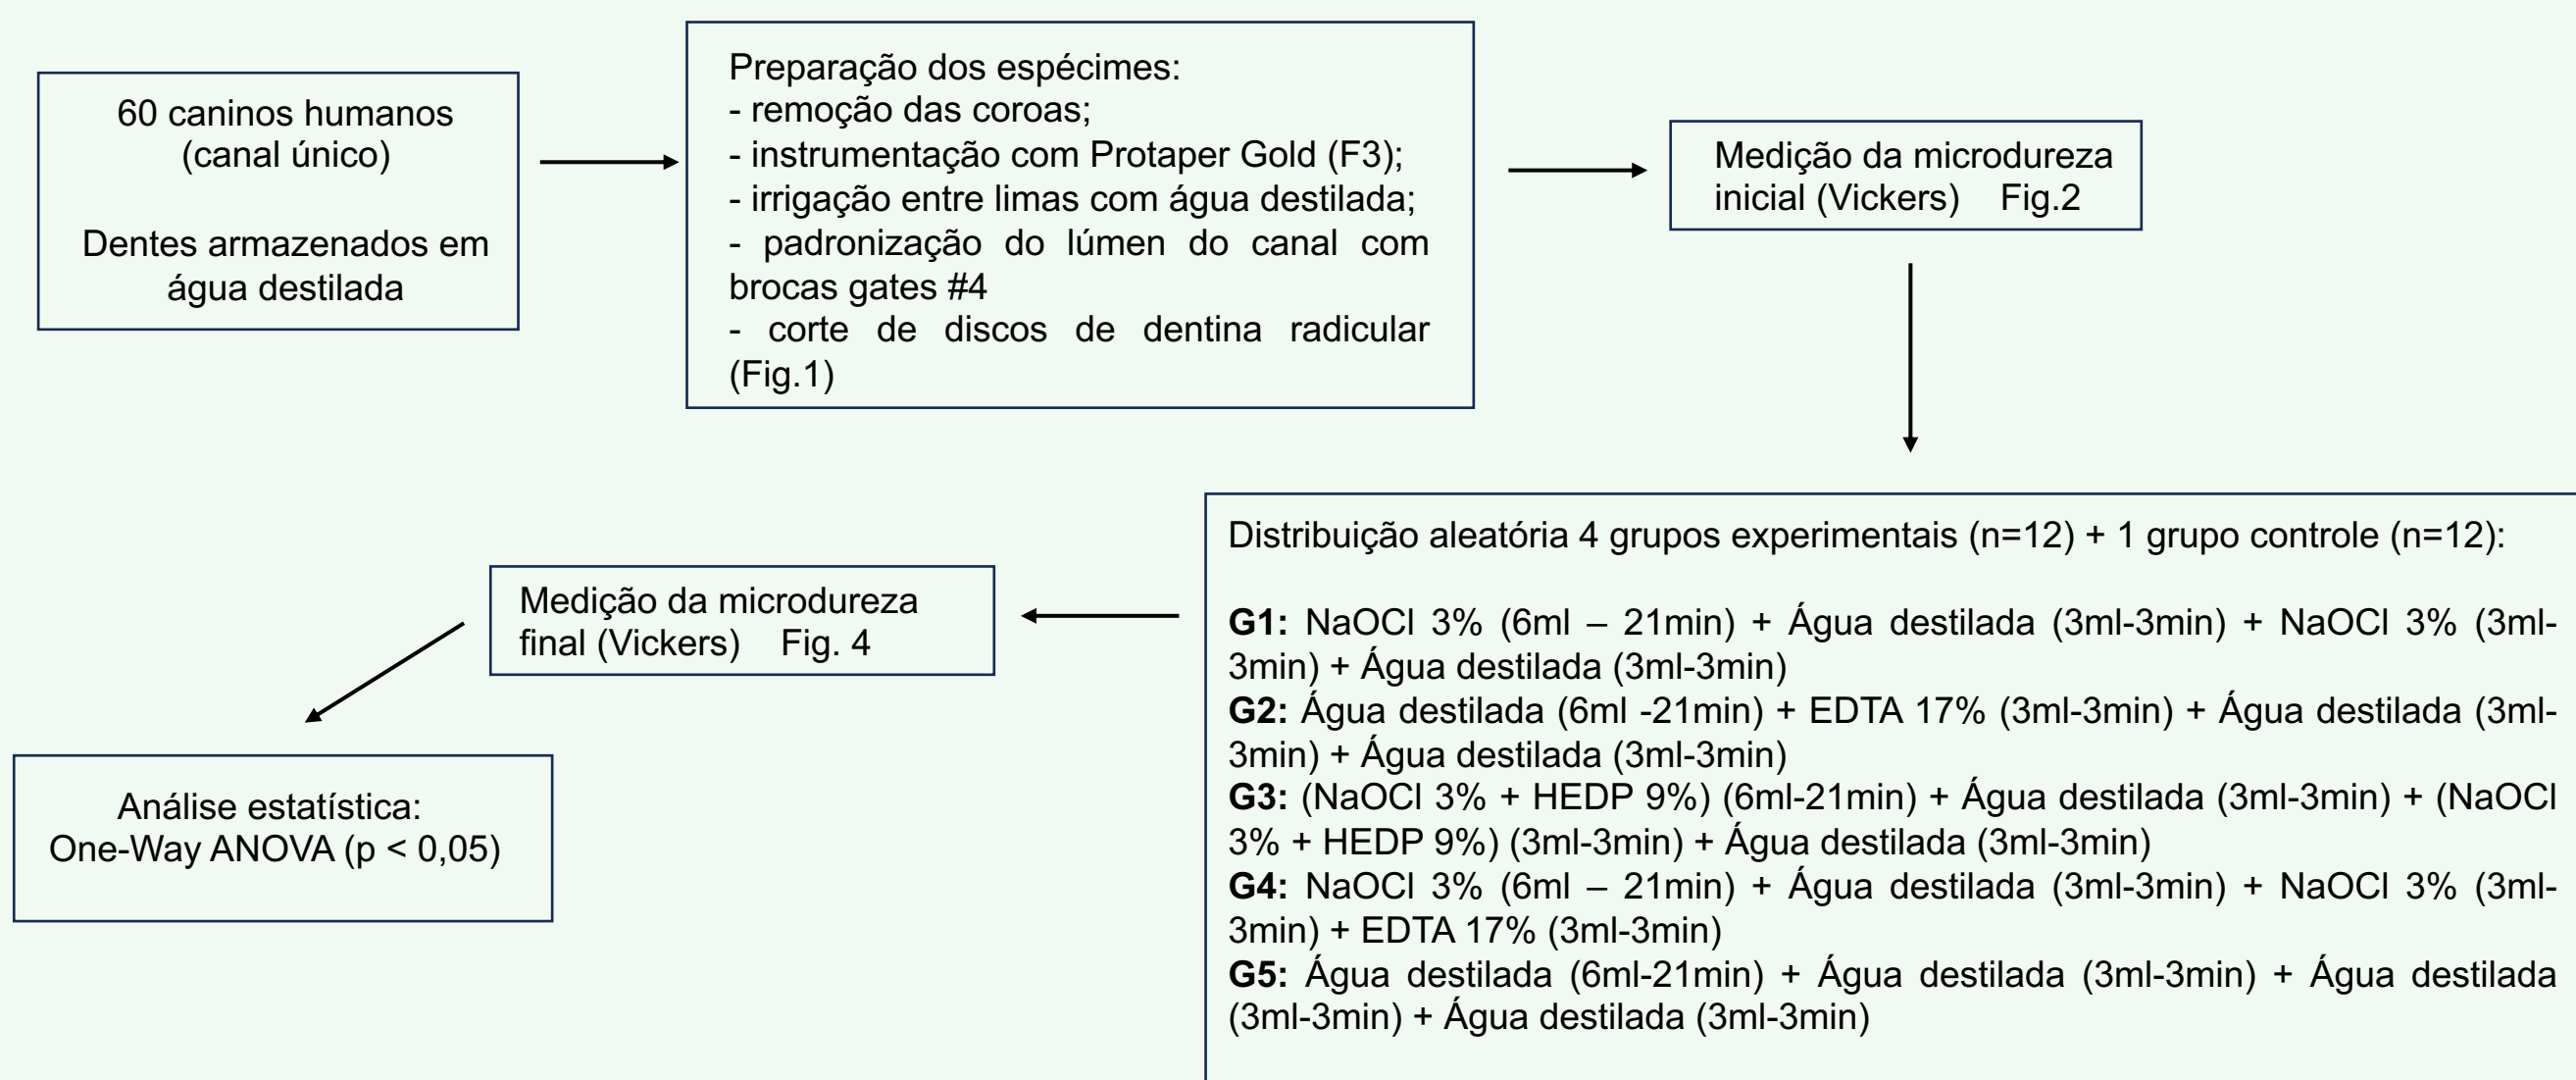 60 caninos humanos
(canal único)
Dentes armazenados em
água destilada
Preparação dos espécimes:
- remoção das coroas;
- instrumentação com Protaper Gold (F3);
- irrigação entre limas com água destilada;
- padronização do lúmen do canal com
brocas gates #4
- corte de discos de dentina radicular
(Fig.1)
Medição da microdureza
inicial (Vickers) Fig.2
Distribuição aleatória 4 grupos experimentais (n=12) + 1 grupo controle (n=12):
G1: NaOCl 3% (6ml – 21min) + Água destilada (3ml-3min) + NaOCl 3% (3ml-
3min) + Água destilada (3ml-3min)
G2: Água destilada (6ml -21min) + EDTA 17% (3ml-3min) + Água destilada (3ml-
3min) + Água destilada (3ml-3min)
G3: (NaOCl 3% + HEDP 9%) (6ml-21min) + Água destilada (3ml-3min) + (NaOCl
3% + HEDP 9%) (3ml-3min) + Água destilada (3ml-3min)
G4: NaOCl 3% (6ml – 21min) + Água destilada (3ml-3min) + NaOCl 3% (3ml-
3min) + EDTA 17% (3ml-3min)
G5: Água destilada (6ml-21min) + Água destilada (3ml-3min) + Água destilada
(3ml-3min) + Água destilada (3ml-3min)
Medição da microdureza
final (Vickers) Fig. 4
Análise estatística:
One-Way ANOVA (p < 0,05)